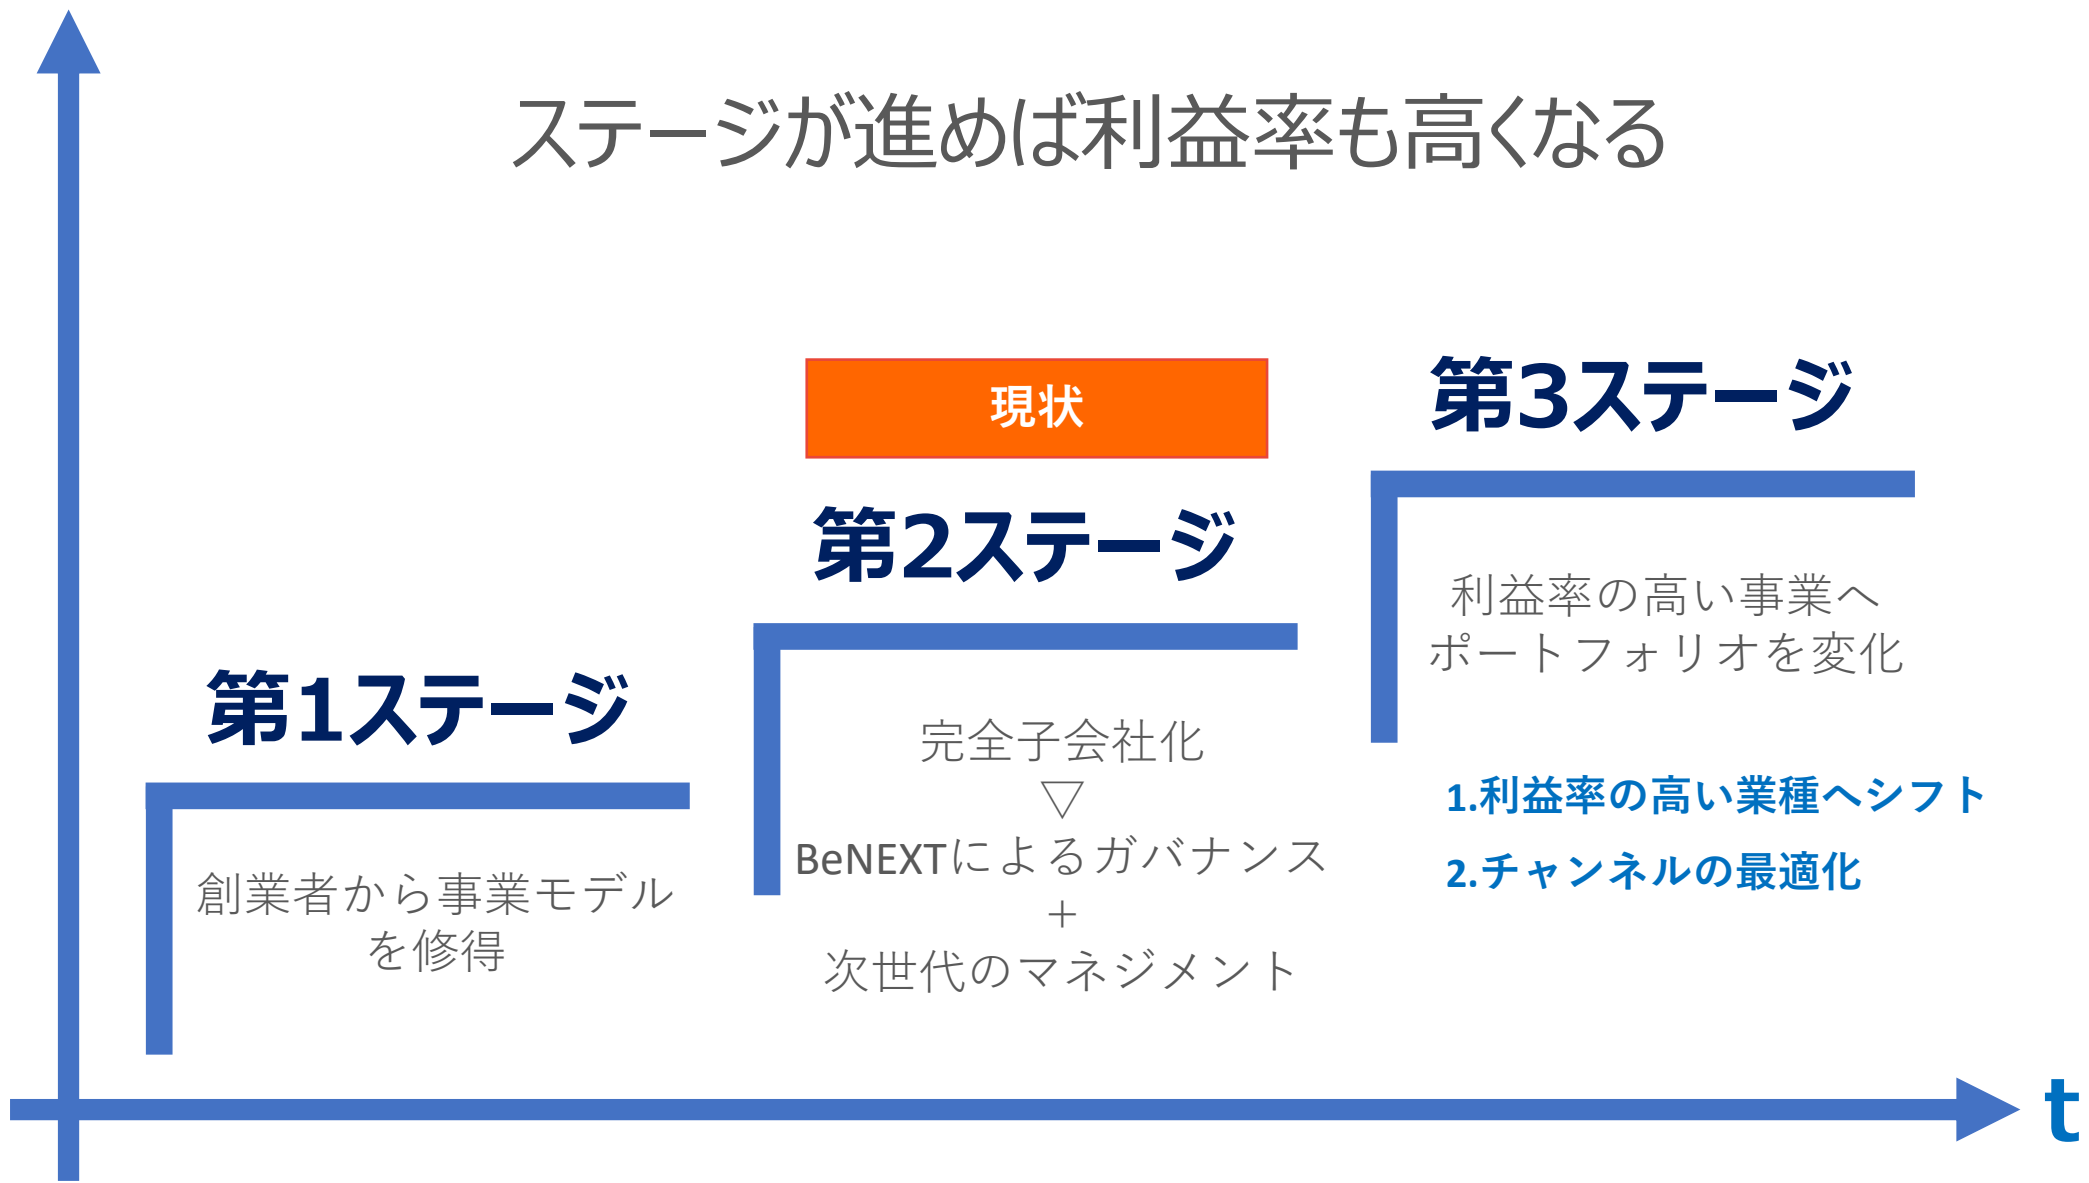 ステージが進めば利益率も高くなる
第1ステージ
創業者から事業モデル
を修得
現状
第2ステージ
完全子会社化
▽
BeNEXTによるガバナンス
+
次世代のマネジメント
第3ステージ
利益率の高い事業へ
ポートフォリオを変化
1.利益率の高い業種へシフト
2.チャンネルの最適化
t